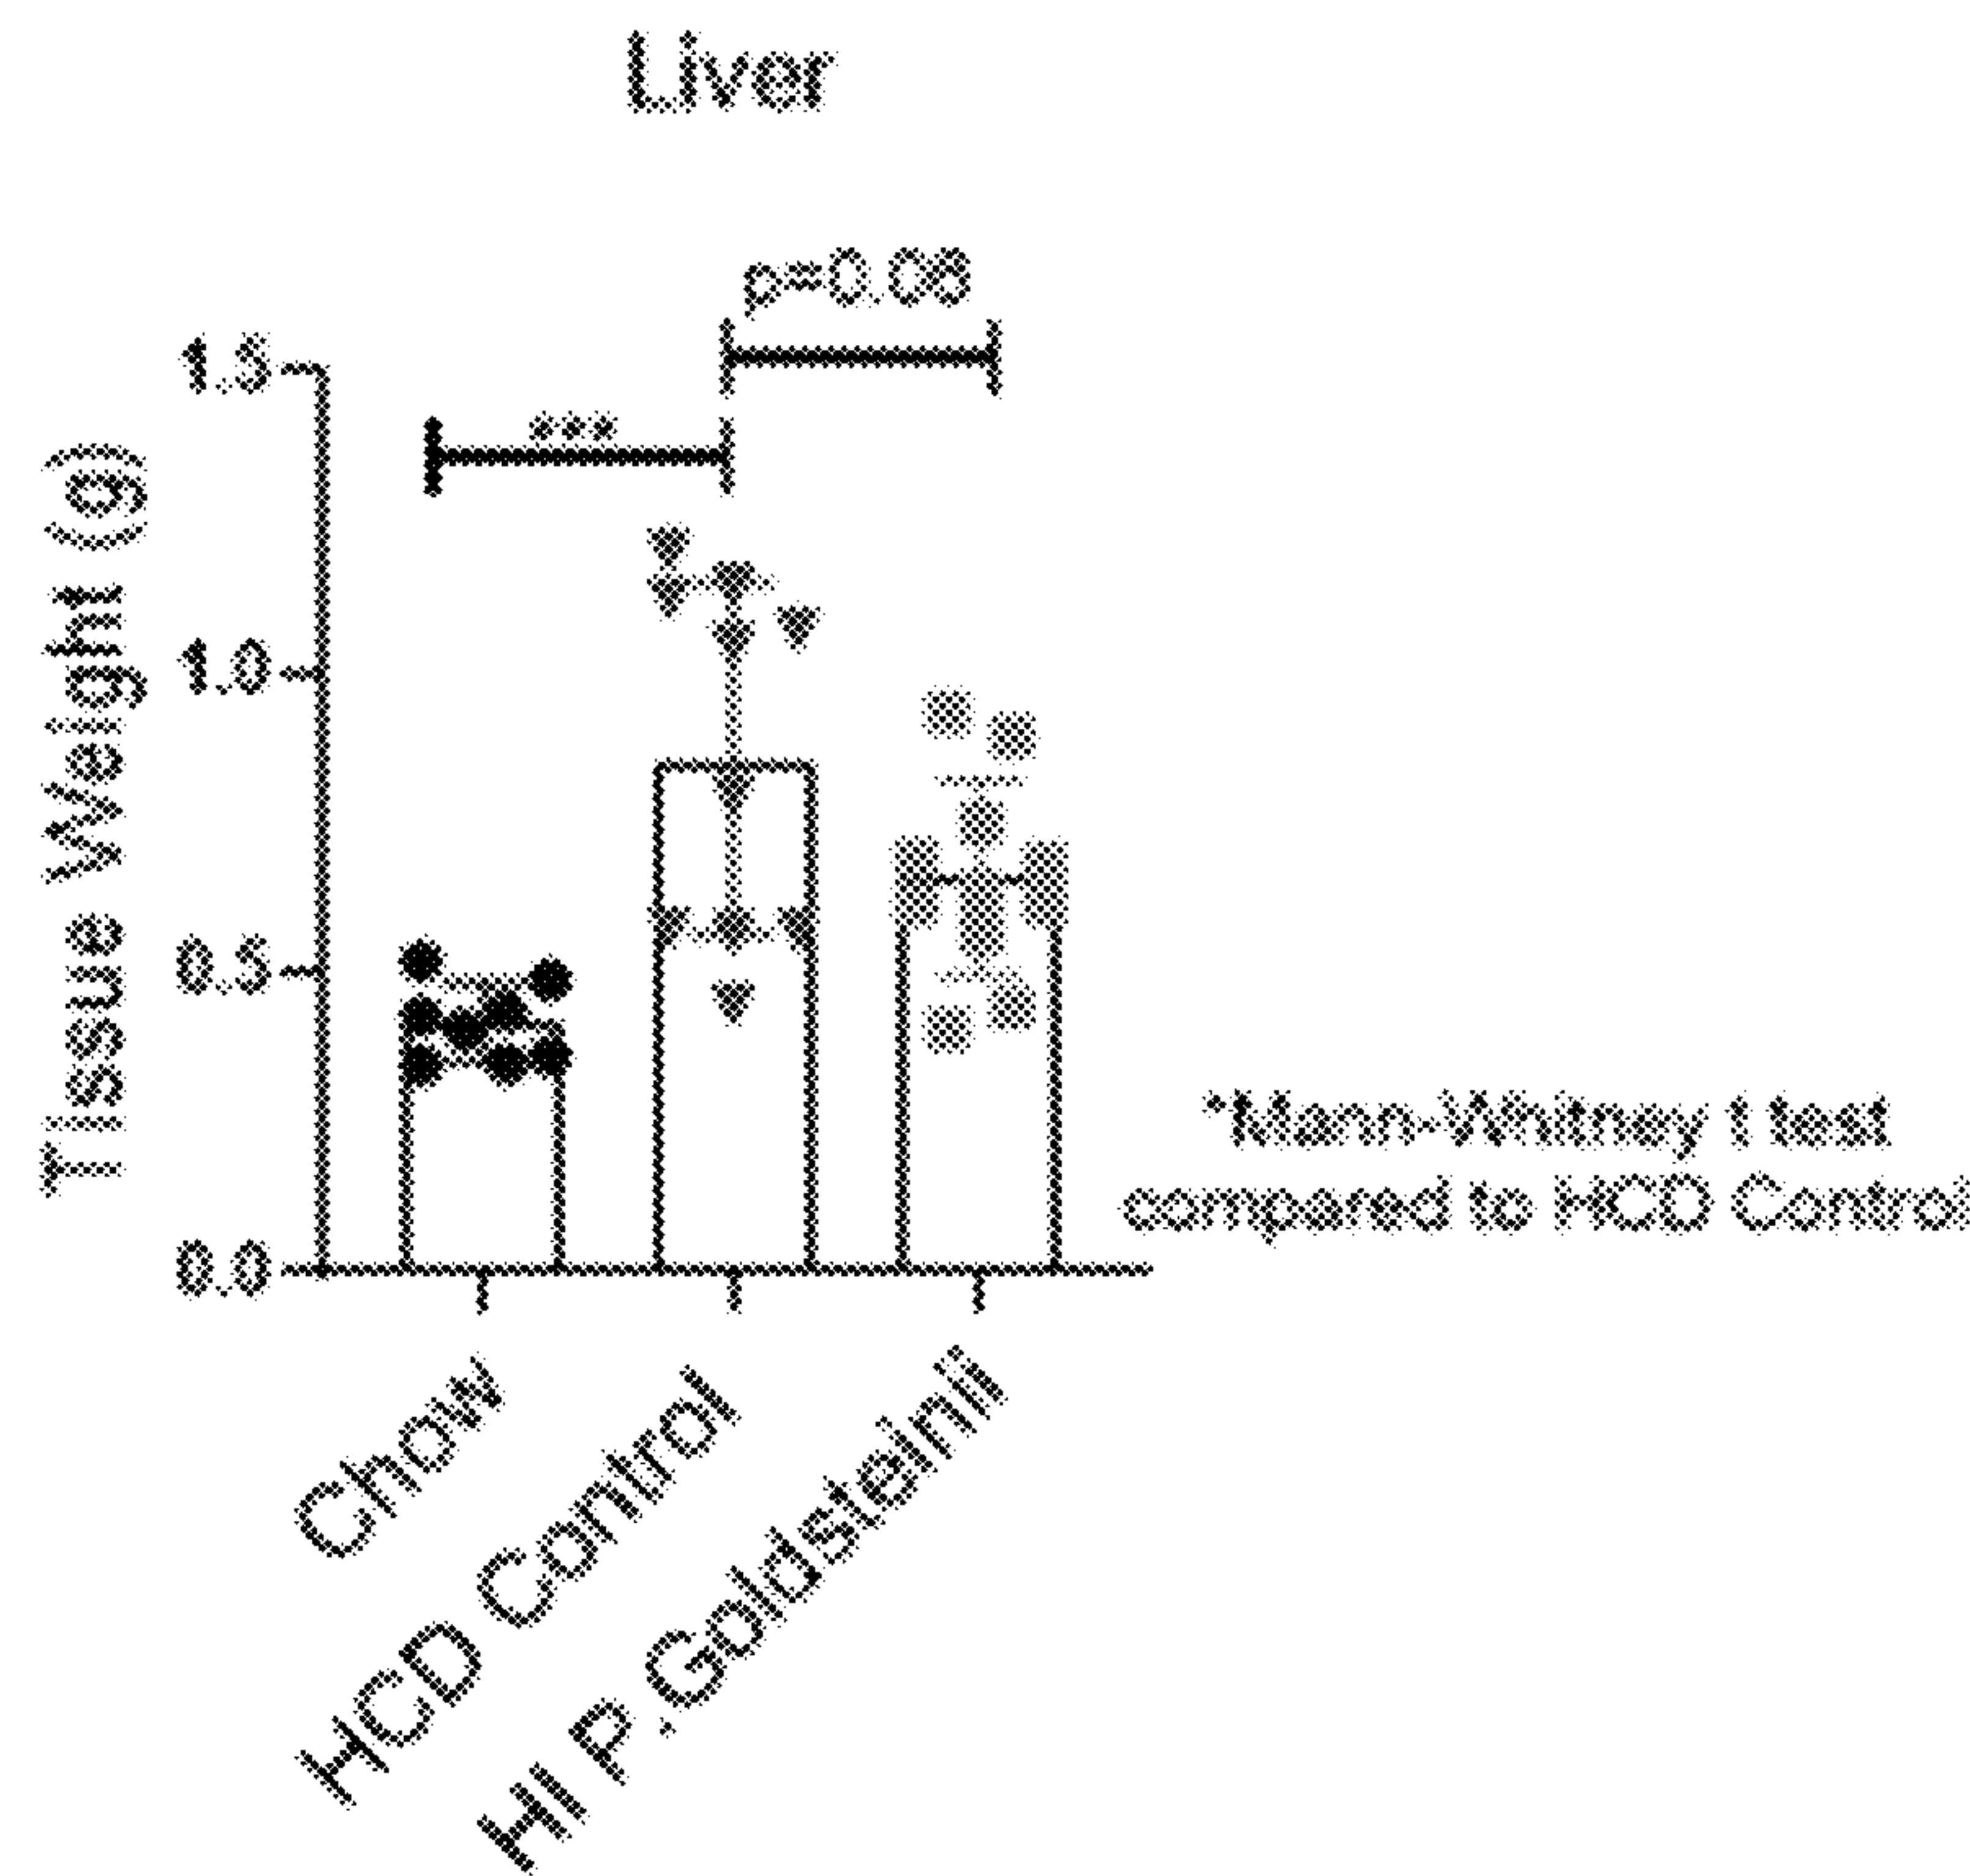 Liver
p=0.08
***
Tissue Weight (g)
1.5
1.0
0.5
0.0
*Mann-Whitney t test
compared to HCD Control
Chow
HCD Control
HI P.Goldsteinii